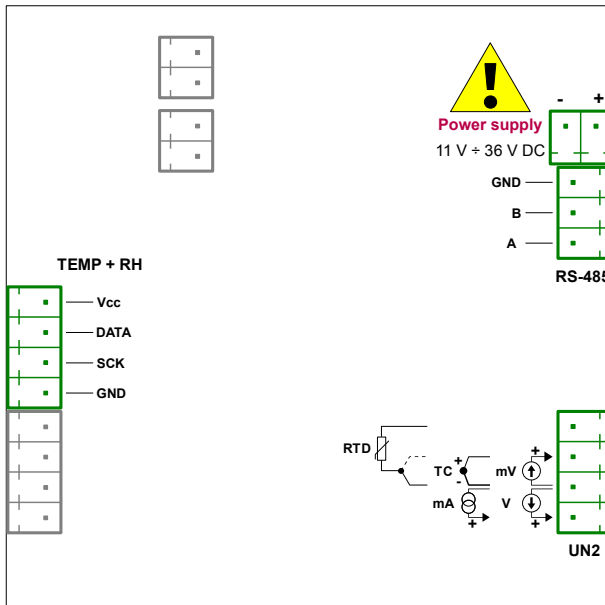 - +
Power supply
11 V ÷ 36 V DC
GND
B
A
RS-485
TEMP + RH
Vcc
DATA
SCK
GND
RTD
TC + -
mV +
mA +
V +
UN2